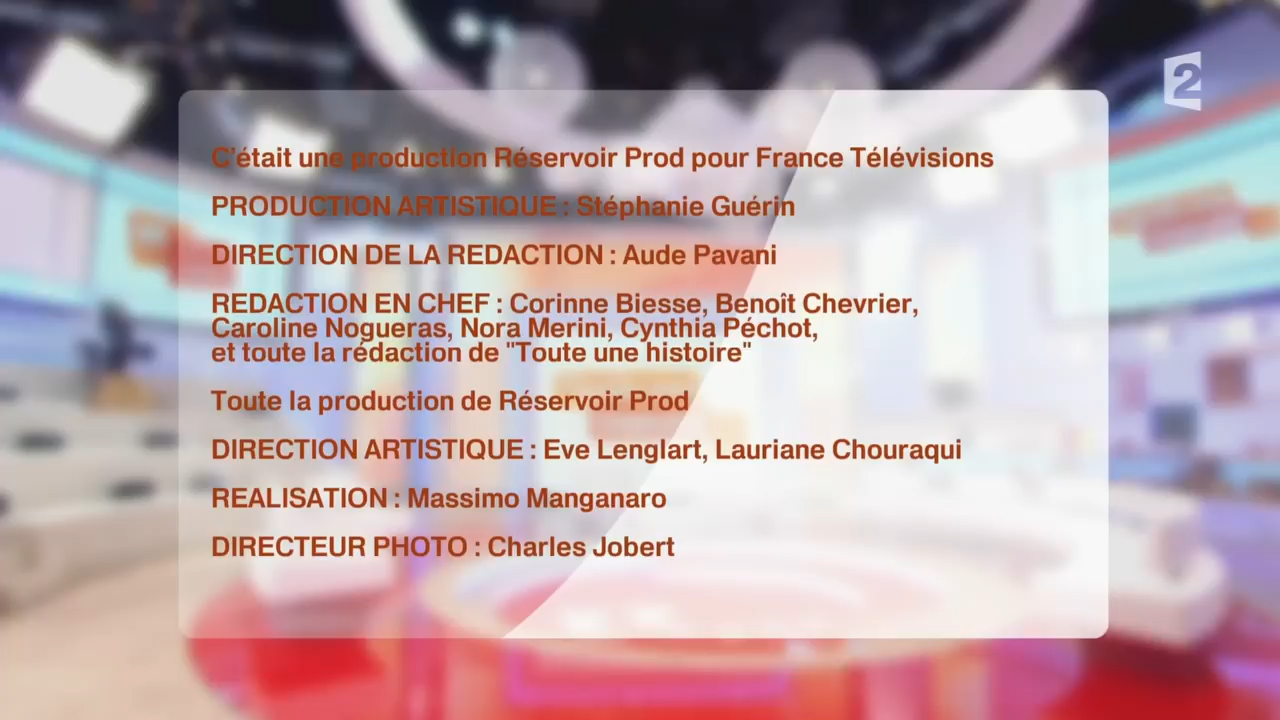 2
C'était une production Réservoir Prod pour France Télévisions
PRODUCTION ARTISTIQUE : Stéphanie Guérin
DIRECTION DE LA REDACTION : Aude Pavani
REDACTION EN CHEF : Corinne Biesse, Benoît Chevrier,
Caroline Nogueras, Nora Merini, Cynthia Péchot,
et toute la rédaction de "Toute une histoire"
Toute la production de Réservoir Prod
DIRECTION ARTISTIQUE : Eve Lenglart, Lauriane Chouraqui
REALISATION : Massimo Manganaro
DIRECTEUR PHOTO : Charles Jobert